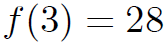 f(3) = 28